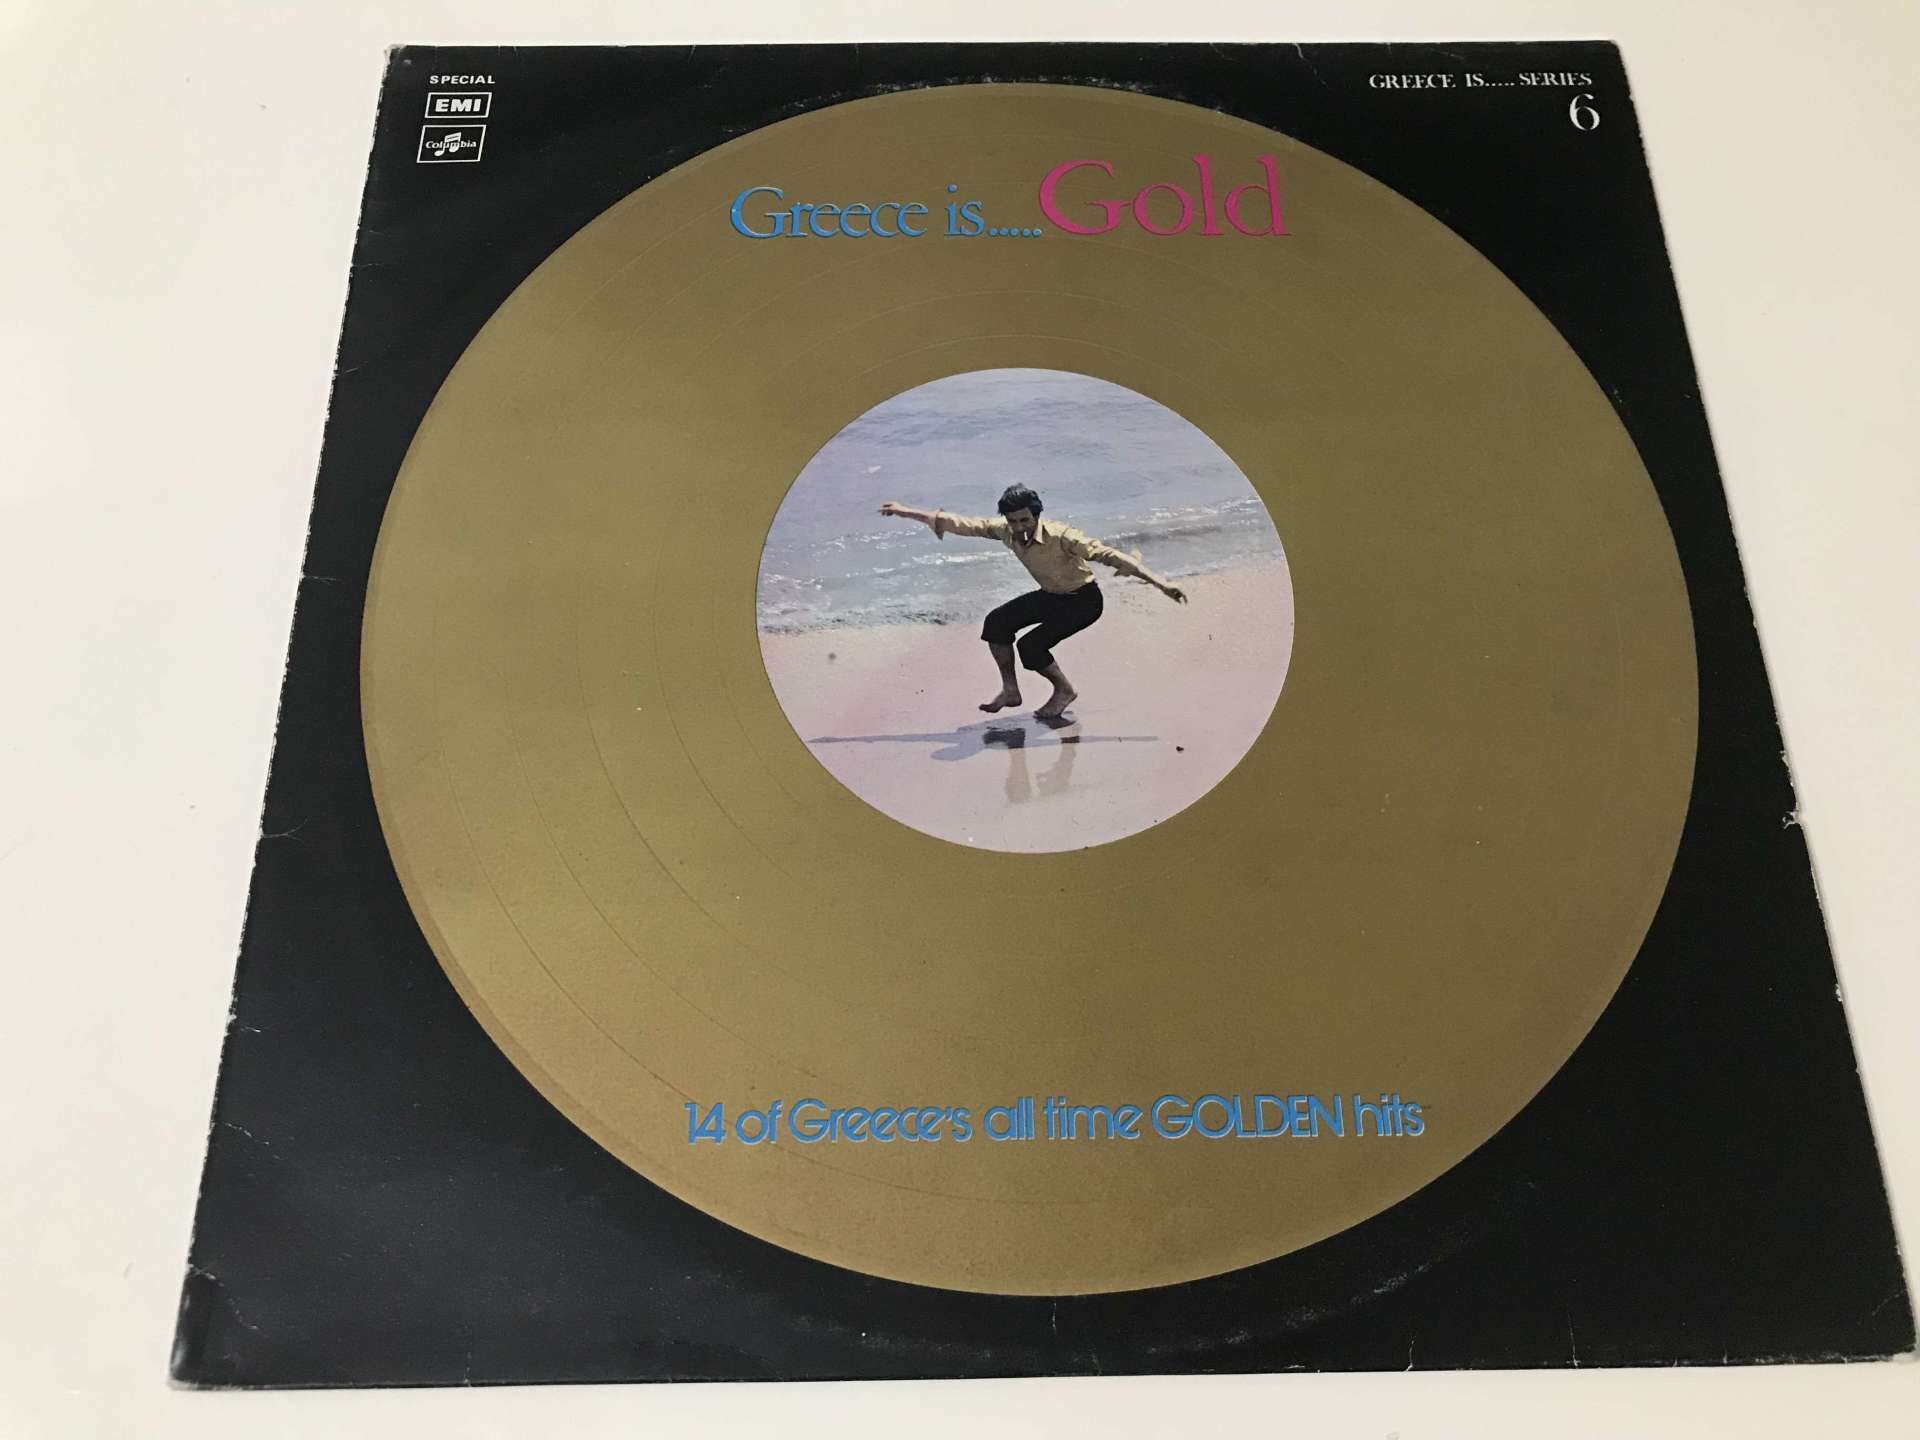 SPECIAL
EMI
Columbia
GREECE IS..... SERIES
6
Greece is.....Gold
14 of Greece's all time GOLDEN hits